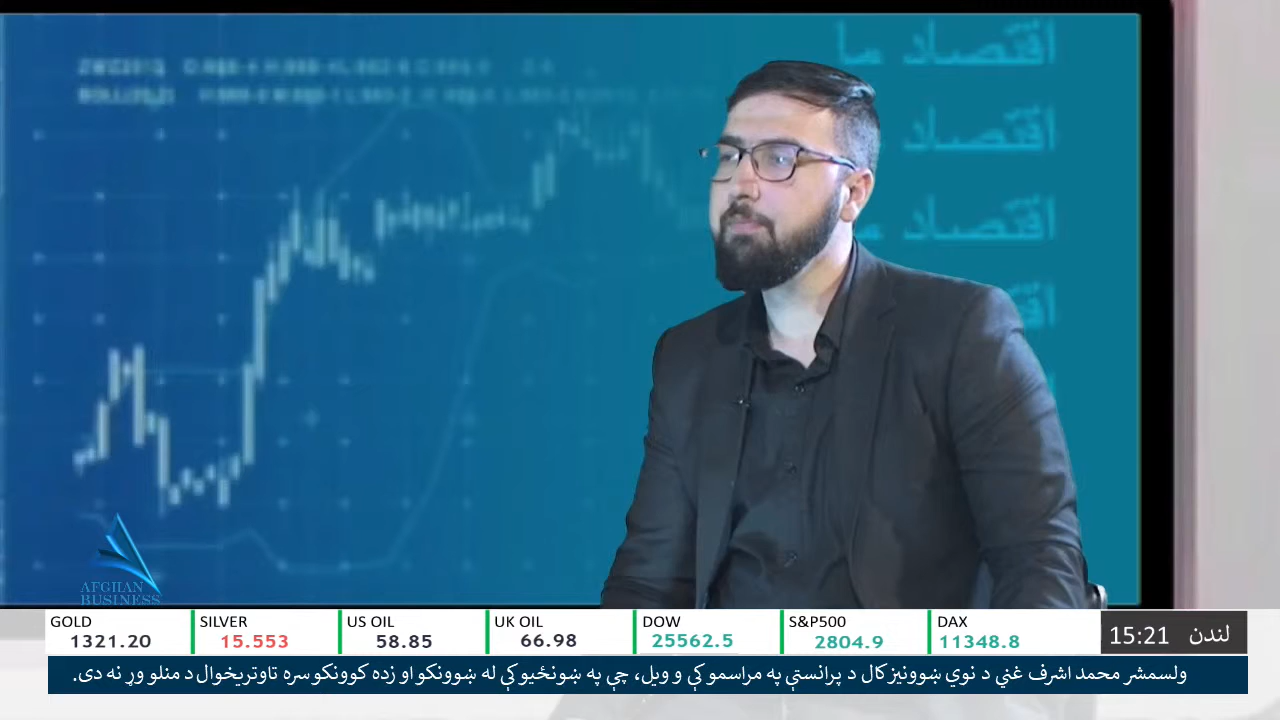 اقتصاد ما
اقتصاد
اقتصاد
AFGHAN
BUSINESS
GOLD
1321.20
SILVER
15.553
US OIL
58.85
UK OIL
66.98
DOW
25562.5
S&P500
2804.9
DAX
11348.8
15:21 لندن
ولسمشر محمد اشرف غني د نوي ښوونيز کال د پرانستې په مراسمو کې و ويل، چې په ښونځيو کې له ښوونکو او زده کوونکو سره تاوتريخوال د منلو وړ نه دی.